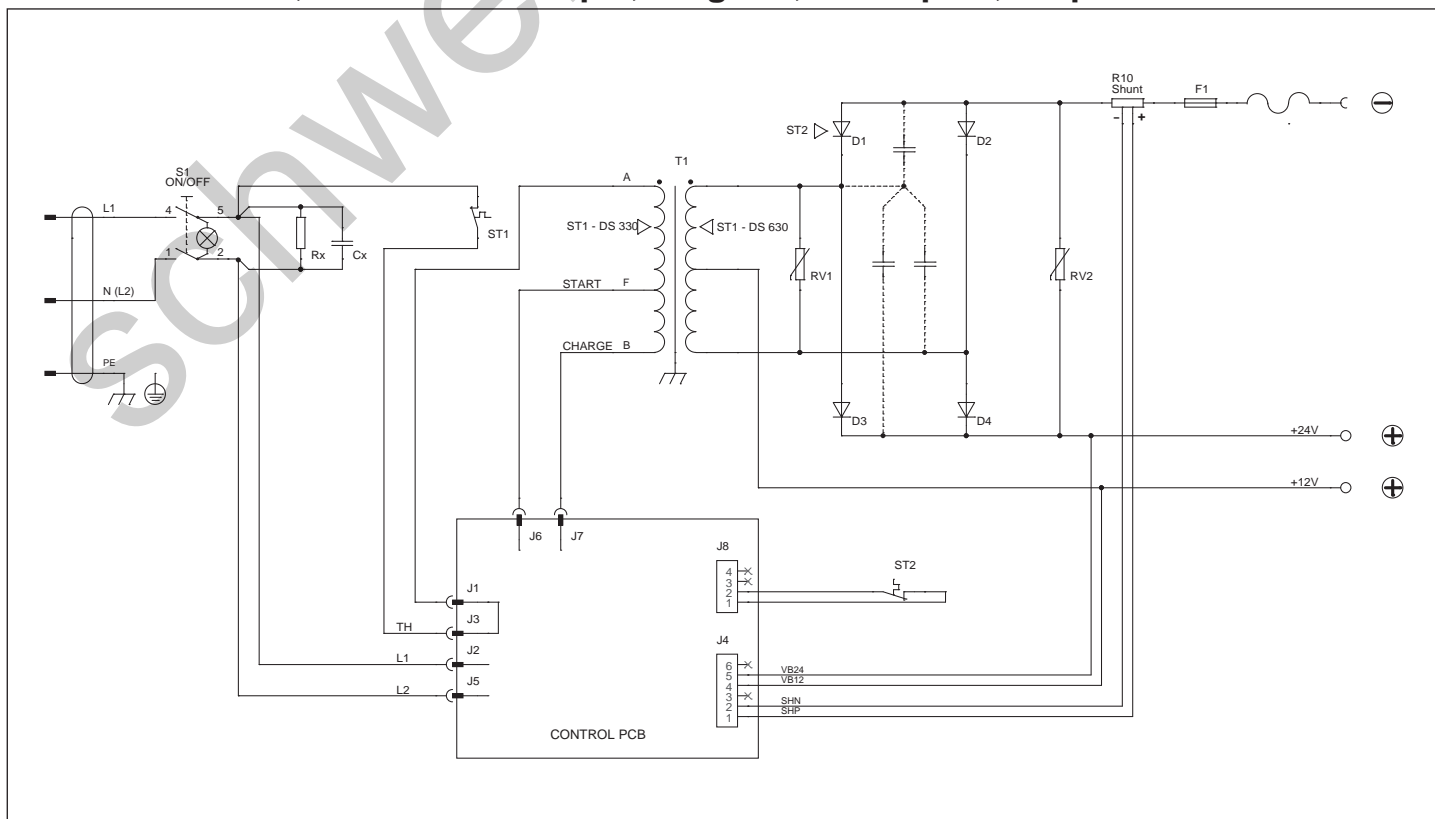 schwe
R10
Shunt
F1
−
ST2
D1
D2
T1
− +
S1
ON/OFF
A
L1
4
5
ST1 - DS 330
ST1 - DS 630
ST1
1
2
Rx
Cx
RV1
RV2
N (L2)
START
F
CHARGE
B
PE
D3
D4
+24V
+
+12V
+
J6
J7
J8
4
3
2
1
ST2
J1
J3
TH
J2
L1
J5
L2
J4
6
5
4
3
2
1
VB24
VB12
SHN
SHP
CONTROL PCB